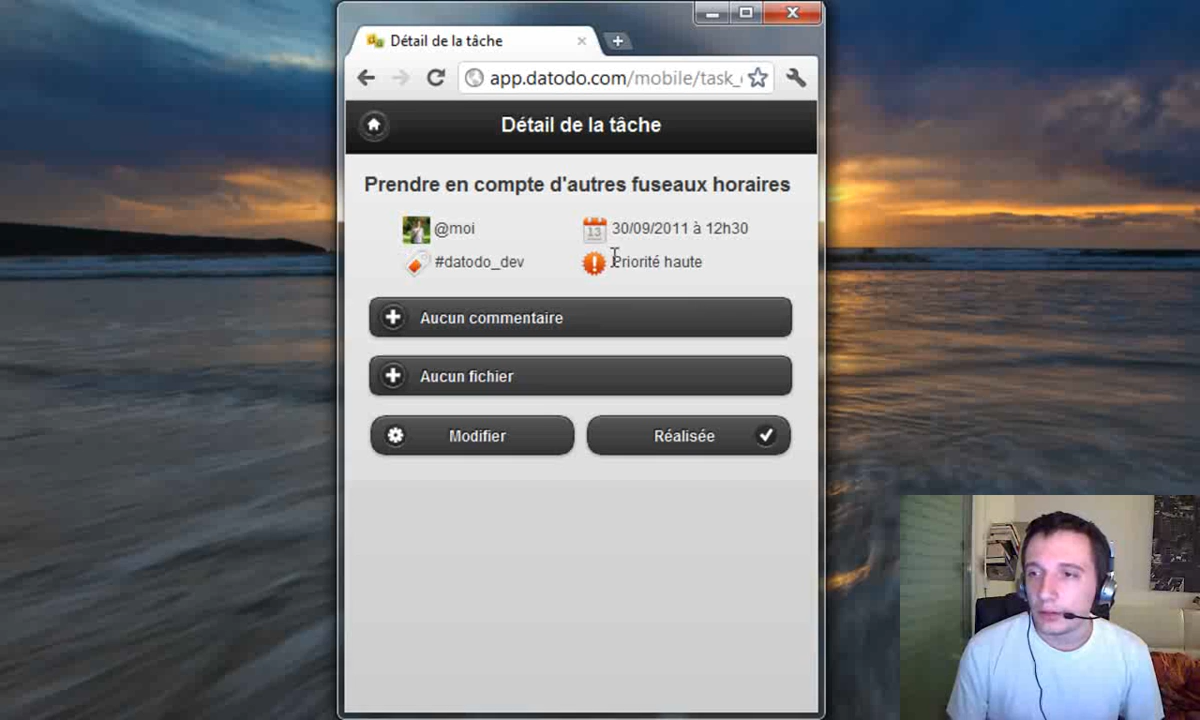 Détail de la tâche
app.datodo.com/mobile/task_
Détail de la tâche
Prendre en compte d'autres fuseaux horaires
@moi
13
30/09/2011 à 12h30
#datodo_dev
Priorité haute
Aucun commentaire
Aucun fichier
Modifier
Réalisée